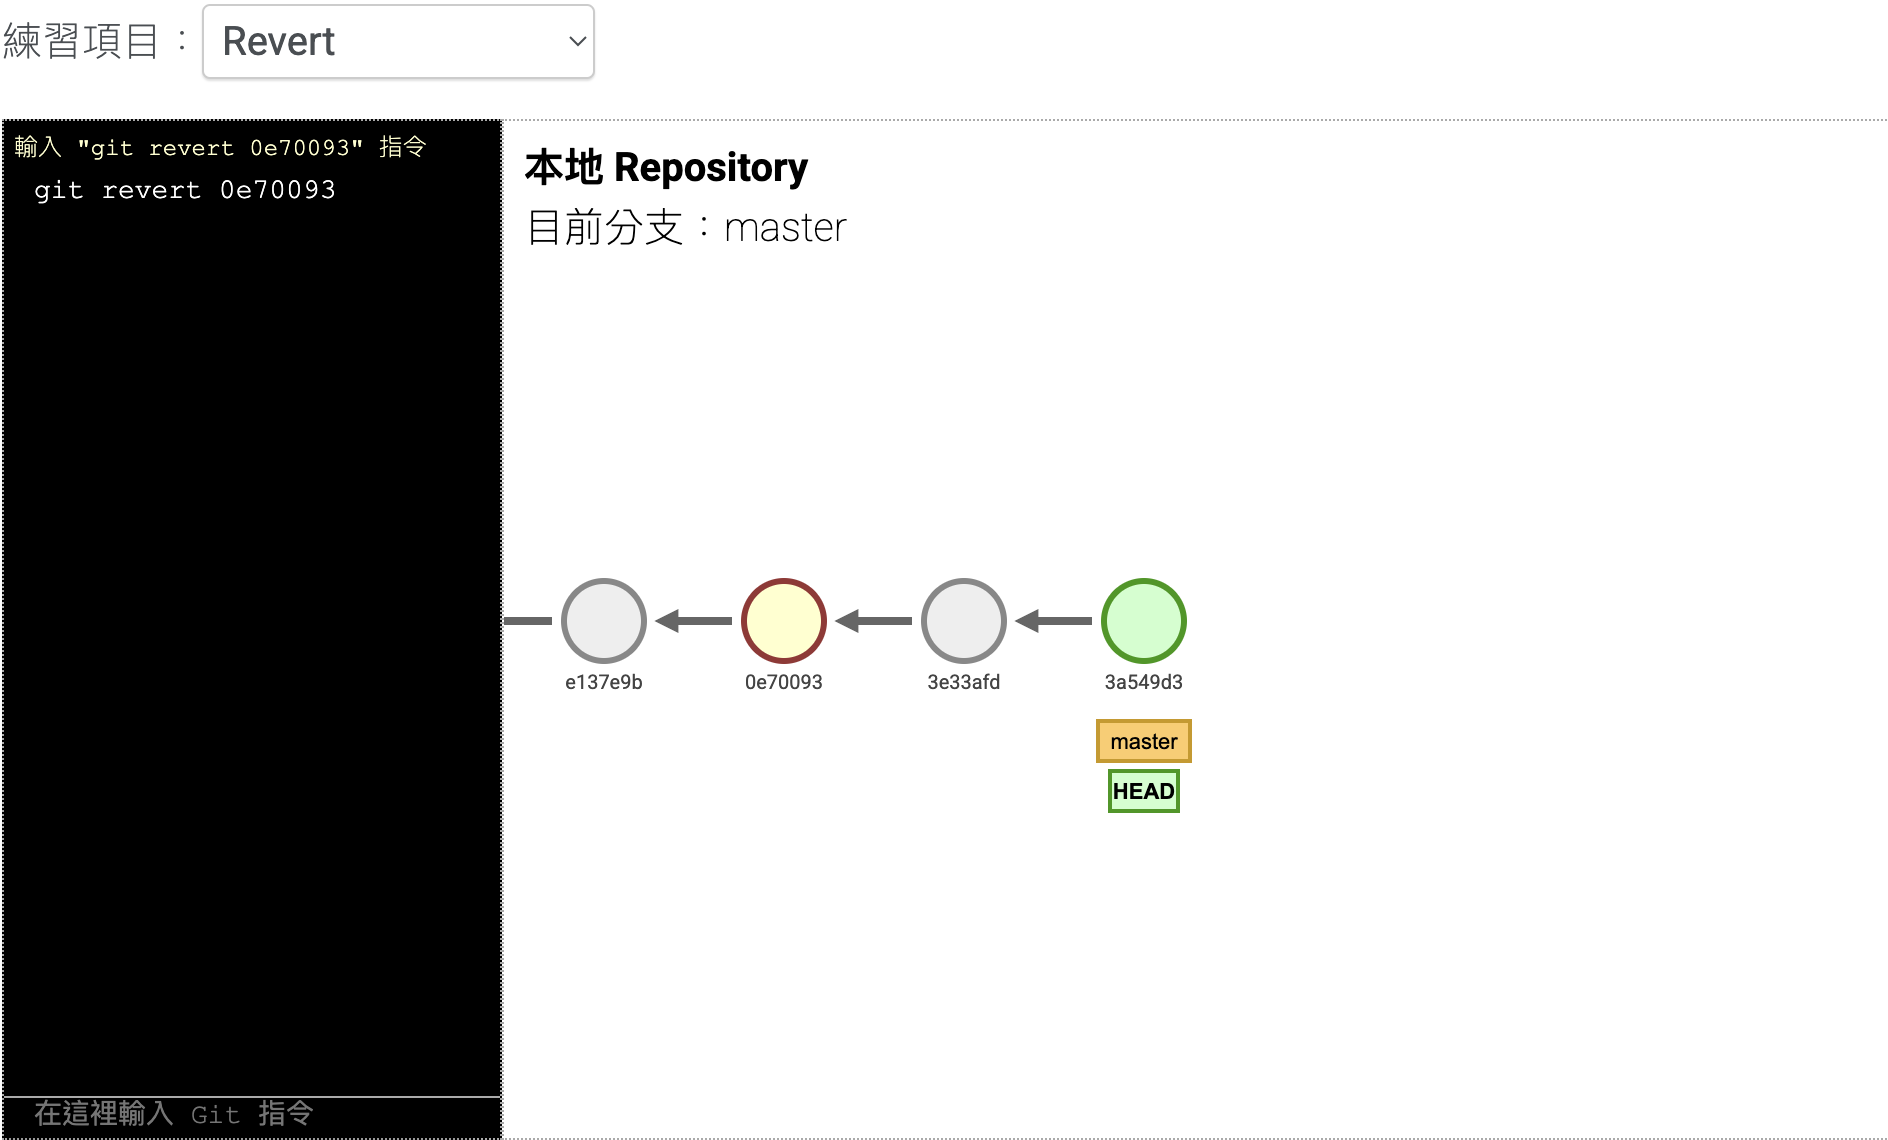 練習項目：Revert
輸入 "git revert 0e70093" 指令
git revert 0e70093
在這裡輸入 Git 指令
本地 Repository
目前分支：master
e137e9b
0e70093
3e33afd
3a549d3
master
HEAD